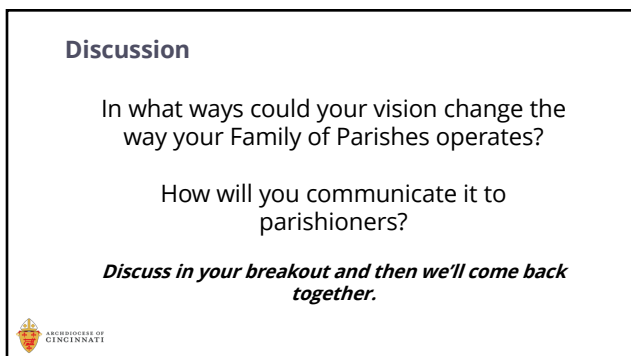 Discussion
In what ways could your vision change the
way your Family of Parishes operates?
How will you communicate it to
parishioners?
Discuss in your breakout and then we'll come back
together.
ARCHDIOCESE OF
CINCINNATI